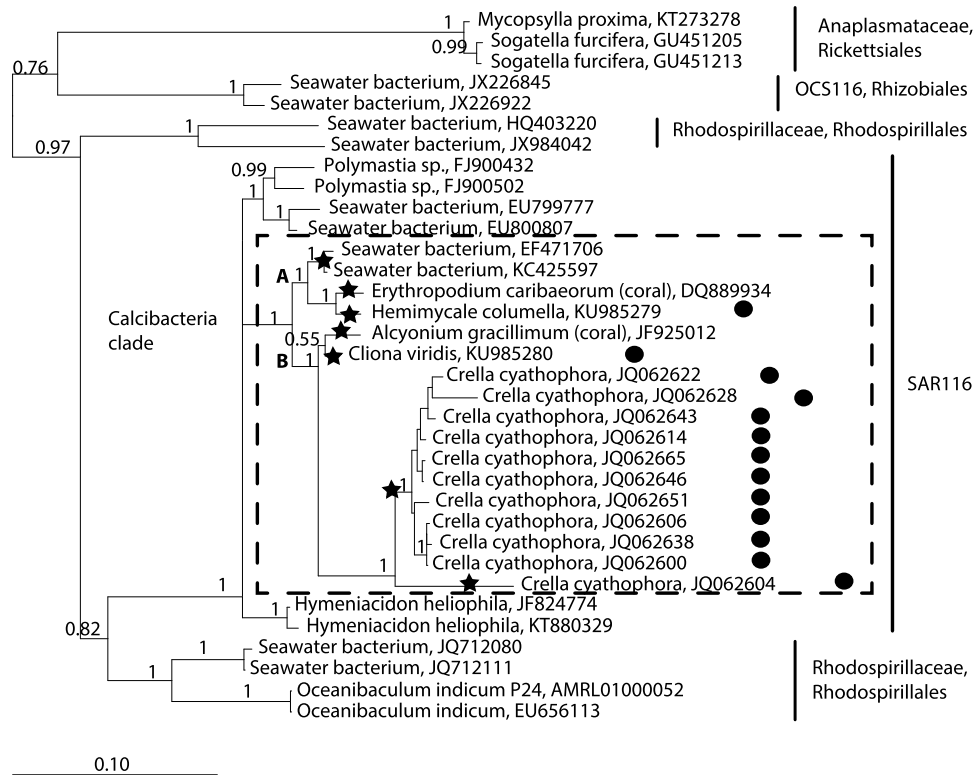 1 Mycopsylla proxima, KT273278
0.99 Sogatella furcifera, GU451205
Sogatella furcifera, GU451213
Anaplasmataceae,
Rickettsiales
0.76
1 Seawater bacterium, JX226845
Seawater bacterium, JX226922
OCS116, Rhizobiales
0.97
1 Seawater bacterium, HQ403220
Seawater bacterium, JX984042
Rhodospirillaceae, Rhodospirillales
0.99 Polymastia sp., FJ900432
1 Polymastia sp., FJ900502
1 Seawater bacterium, EU799777
Seawater bacterium, EU800807
1 Seawater bacterium, EF471706
A 1 Seawater bacterium, KC425597
1 Erythropodium caribaeorum (coral), DQ889934
Hemimycale columella, KU985279
Calcibacteria
clade
1
0.55 Alcyonium gracillimum (coral), JF925012
B 1 Cliona viridis, KU985280
Crella cyathophora, JQ062622
SAR116
Crella cyathophora, JQ062628
Crella cyathophora, JQ062643
Crella cyathophora, JQ062614
Crella cyathophora, JQ062665
1 Crella cyathophora, JQ062646
Crella cyathophora, JQ062651
Crella cyathophora, JQ062606
1 Crella cyathophora, JQ062638
Crella cyathophora, JQ062600
1 Crella cyathophora, JQ062604
1 Hymeniacidon heliophila, JF824774
1 Hymeniacidon heliophila, KT880329
0.82
1 Seawater bacterium, JQ712080
1 Seawater bacterium, JQ712111
1 Oceanibaculum indicum P24, AMRL01000052
Oceanibaculum indicum, EU656113
Rhodospirillaceae,
Rhodospirillales
0.10